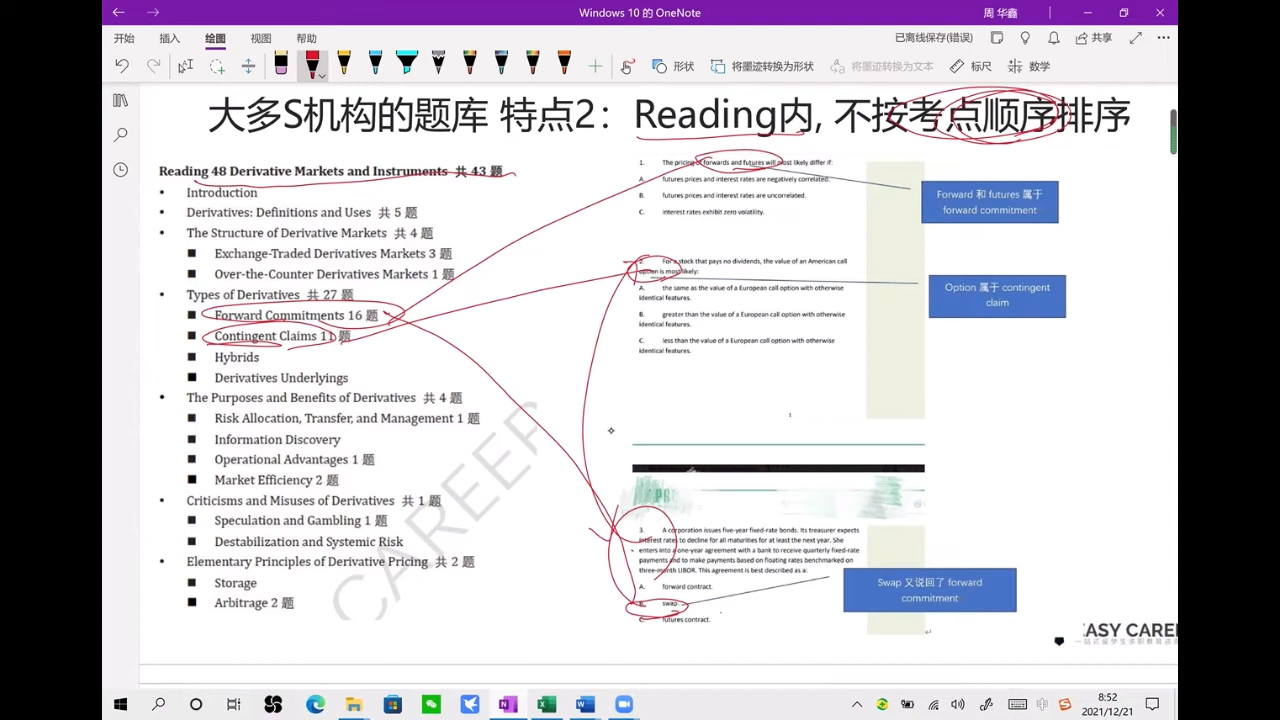 Windows 10 的 OneNote
周 华鑫
开始 插入 绘图 视图 帮助
已离线保存(错误)
共享
形状
将墨迹转换为形状
将墨迹转换为文本
标尺
数学
大多S机构的题库 特点2：Reading内, 不按考点顺序排序
Reading 48 Derivative Markets and Instruments 共 43 题
Introduction
Derivatives: Definitions and Uses 共 5 题
The Structure of Derivative Markets 共 4 题
Exchange-Traded Derivatives Markets 3 题
Over-the-Counter Derivatives Markets 1 题
Types of Derivatives 共 27 题
Forward Commitments 16 题
Contingent Claims 11 题
Hybrids
Derivatives Underlyings
The Purposes and Benefits of Derivatives 共 4 题
Risk Allocation, Transfer, and Management 1 题
Information Discovery
Operational Advantages 1 题
Market Efficiency 2 题
Criticisms and Misuses of Derivatives 共 1 题
Speculation and Gambling 1 题
Destabilization and Systemic Risk
Elementary Principles of Derivative Pricing 共 2 题
Storage
Arbitrage 2 题
CAREER
1. The pricing of forwards and futures will most likely differ if:
A. futures prices and interest rates are negatively correlated.
B. futures prices and interest rates are uncorrelated.
C. interest rates exhibit zero volatility.
2. For a stock that pays no dividends, the value of an American call
option is most likely:
A. the same as the value of a European call option with otherwise
identical features.
B. greater than the value of a European call option with otherwise
identical features.
C. less than the value of a European call option with otherwise
identical features.
1
3. A corporation issues five-year fixed-rate bonds. Its treasurer expects
interest rates to decline for all maturities for at least the next year. She
enters into a one-year agreement with a bank to receive quarterly fixed-rate
payments and to make payments based on floating rates benchmarked on
three-month LIBOR. This agreement is best described as a:
A. forward contract.
B. swap.
C. futures contract.
Forward 和 futures 属于
forward commitment
Option 属于 contingent
claim
Swap 又说回了 forward
commitment
EASY CAREE
8:52
2021/12/21